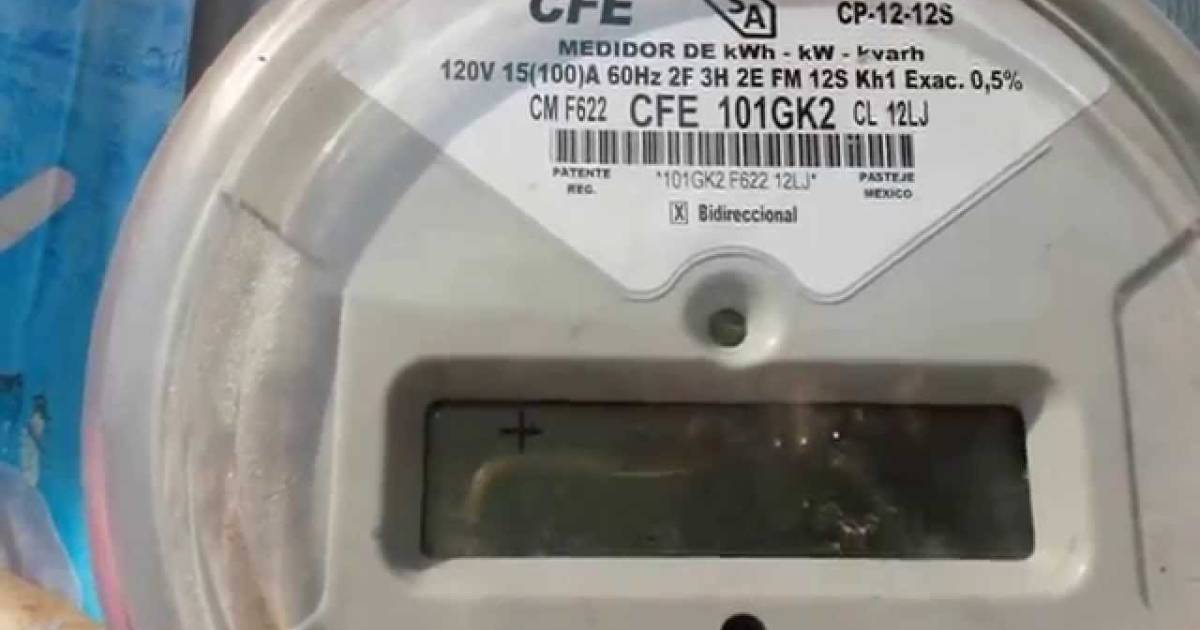 CFE SA CP-12-12S
MEDIDOR DE kWh - kW - kvarh
120V 15(100)A 60Hz 2F 3H 2E FM 12S Kh1 Exac. 0,5%
CM F622 CFE 101GK2 CL 12LJ
PATENTE REG. *101GK2 F622 12LJ* PASTEJE MEXICO
X Bidireccional
+